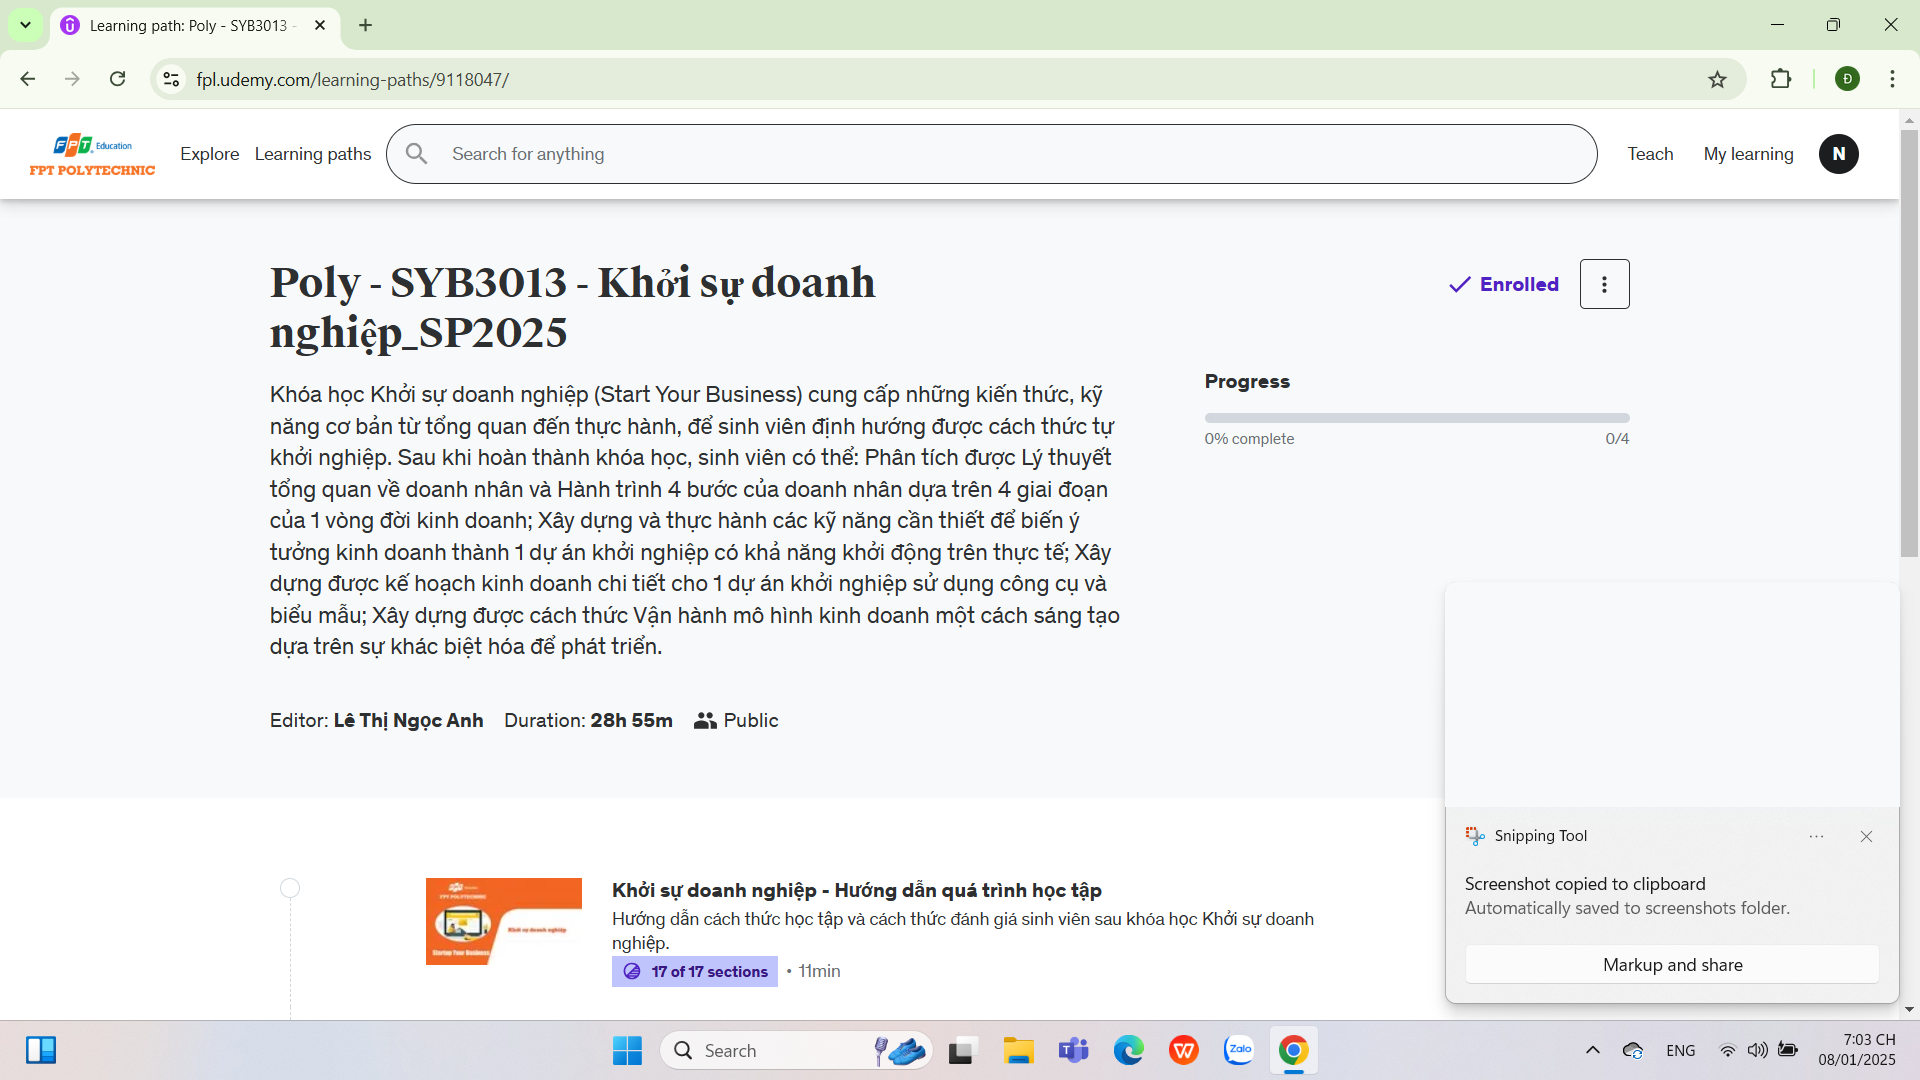 Learning path: Poly - SYB3013 -
fpl.udemy.com/learning-paths/9118047/
Đ
FPT Education
FPT POLYTECHNIC
Explore
Learning paths
Search for anything
Teach
My learning
N
Poly - SYB3013 - Khởi sự doanh
nghiệp_SP2025
Enrolled
Khóa học Khởi sự doanh nghiệp (Start Your Business) cung cấp những kiến thức, kỹ
năng cơ bản từ tổng quan đến thực hành, để sinh viên định hướng được cách thức tự
khởi nghiệp. Sau khi hoàn thành khóa học, sinh viên có thể: Phân tích được Lý thuyết
tổng quan về doanh nhân và Hành trình 4 bước của doanh nhân dựa trên 4 giai đoạn
của 1 vòng đời kinh doanh; Xây dựng và thực hành các kỹ năng cần thiết để biến ý
tưởng kinh doanh thành 1 dự án khởi nghiệp có khả năng khởi động trên thực tế; Xây
dựng được kế hoạch kinh doanh chi tiết cho 1 dự án khởi nghiệp sử dụng công cụ và
biểu mẫu; Xây dựng được cách thức Vận hành mô hình kinh doanh một cách sáng tạo
dựa trên sự khác biệt hóa để phát triển.
Progress
0% complete
0/4
Editor: Lê Thị Ngọc Anh Duration: 28h 55m Public
FPT POLYTECHNIC
Khởi sự doanh nghiệp
Startup Your Business
Khởi sự doanh nghiệp - Hướng dẫn quá trình học tập
Hướng dẫn cách thức học tập và cách thức đánh giá sinh viên sau khóa học Khởi sự doanh
nghiệp.
17 of 17 sections • 11min
Snipping Tool
Screenshot copied to clipboard
Automatically saved to screenshots folder.
Markup and share
Search
Zalo
ENG
7:03 CH
08/01/2025